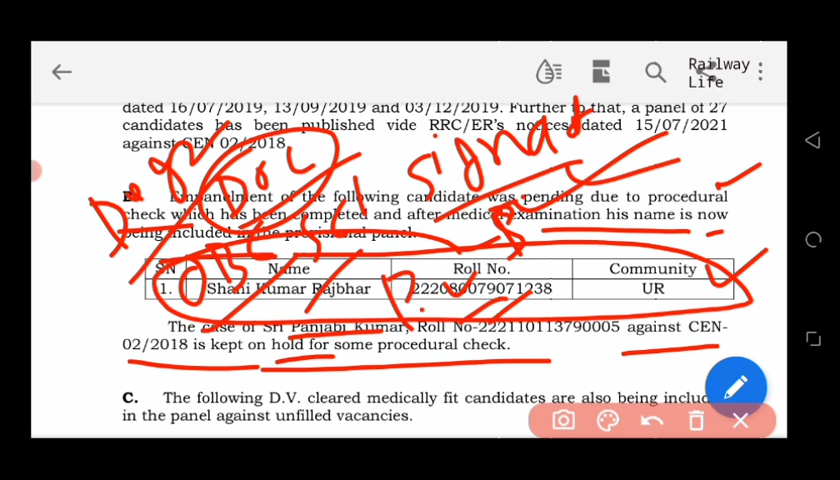 Railway
Life
dated 16/07/2019, 13/09/2019 and 03/12/2019. Further to that, a panel of 27
candidates has been published vide RRC/ER's notices dated 15/07/2021
against CEN 02/2018.
Doc
signat
B. Empanelment of the following candidate was pending due to procedural
check which has been completed and after medical examination his name is now
being included in the provisional panel.
OBC
SN Name Roll No. Community
1. Shani Kumar Rajbhar 222080079071238 UR
The case of Sri Panjabi Kumar, Roll No-222110113790005 against CEN-
02/2018 is kept on hold for some procedural check.
C. The following D.V. cleared medically fit candidates are also being includ
in the panel against unfilled vacancies.